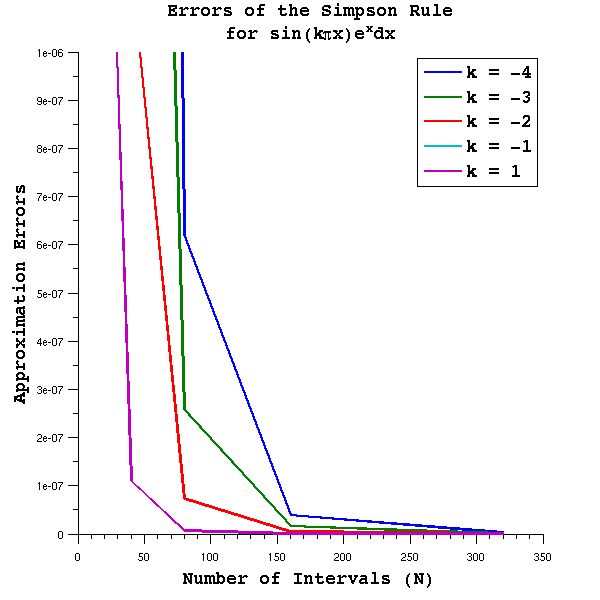 Errors of the Simpson Rule
for sin(kπx)eˣdx
1e-06
9e-07
8e-07
7e-07
6e-07
5e-07
4e-07
3e-07
2e-07
1e-07
0
Approximation Errors
k = -4
k = -3
k = -2
k = -1
k = 1
0 50 100 150 200 250 300 350
Number of Intervals (N)